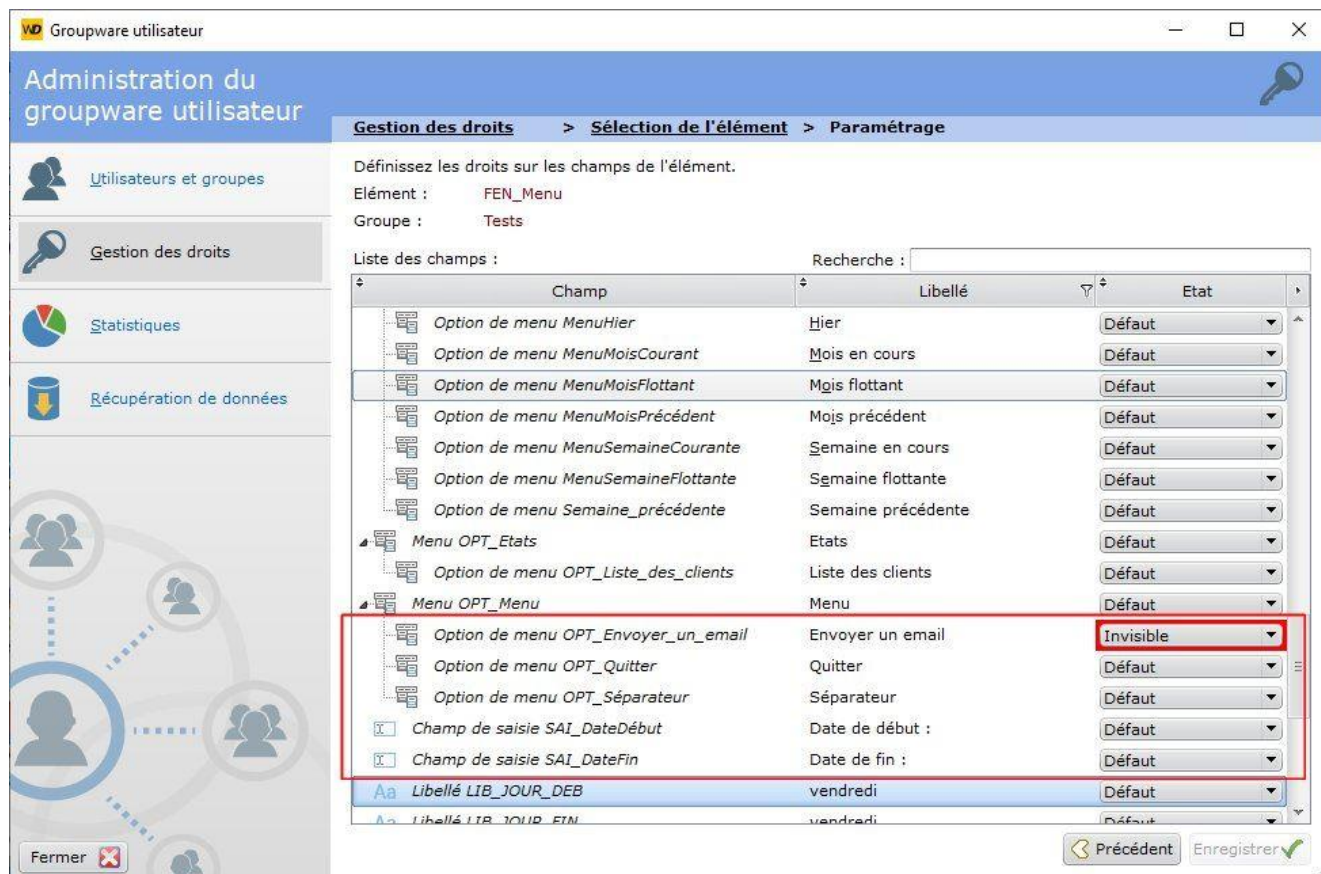 WD Groupware utilisateur
Administration du
groupware utilisateur
Gestion des droits > Sélection de l'élément > Paramétrage
Utilisateurs et groupes
Gestion des droits
Statistiques
Récupération de données
Définissez les droits sur les champs de l'élément.
Elément : FEN_Menu
Groupe : Tests
Liste des champs : Recherche :
Champ Libellé Etat
Option de menu MenuHier Hier Défaut
Option de menu MenuMoisCourant Mois en cours Défaut
Option de menu MenuMoisFlottant Mois flottant Défaut
Option de menu MenuMoisPrécédent Mois précédent Défaut
Option de menu MenuSemaineCourante Semaine en cours Défaut
Option de menu MenuSemaineFlottante Semaine flottante Défaut
Option de menu Semaine_précédente Semaine précédente Défaut
Menu OPT_Etats Etats Défaut
Option de menu OPT_Liste_des_clients Liste des clients Défaut
Menu OPT_Menu Menu Défaut
Option de menu OPT_Envoyer_un_email Envoyer un email Invisible
Option de menu OPT_Quitter Quitter Défaut
Option de menu OPT_Séparateur Séparateur Défaut
Champ de saisie SAI_DateDébut Date de début : Défaut
Champ de saisie SAI_DateFin Date de fin : Défaut
Aa Libellé LIB_JOUR_DEB vendredi Défaut
Aa Libellé LIB_JOUR_FIN vendredi Défaut
Fermer Précédent Enregistrer